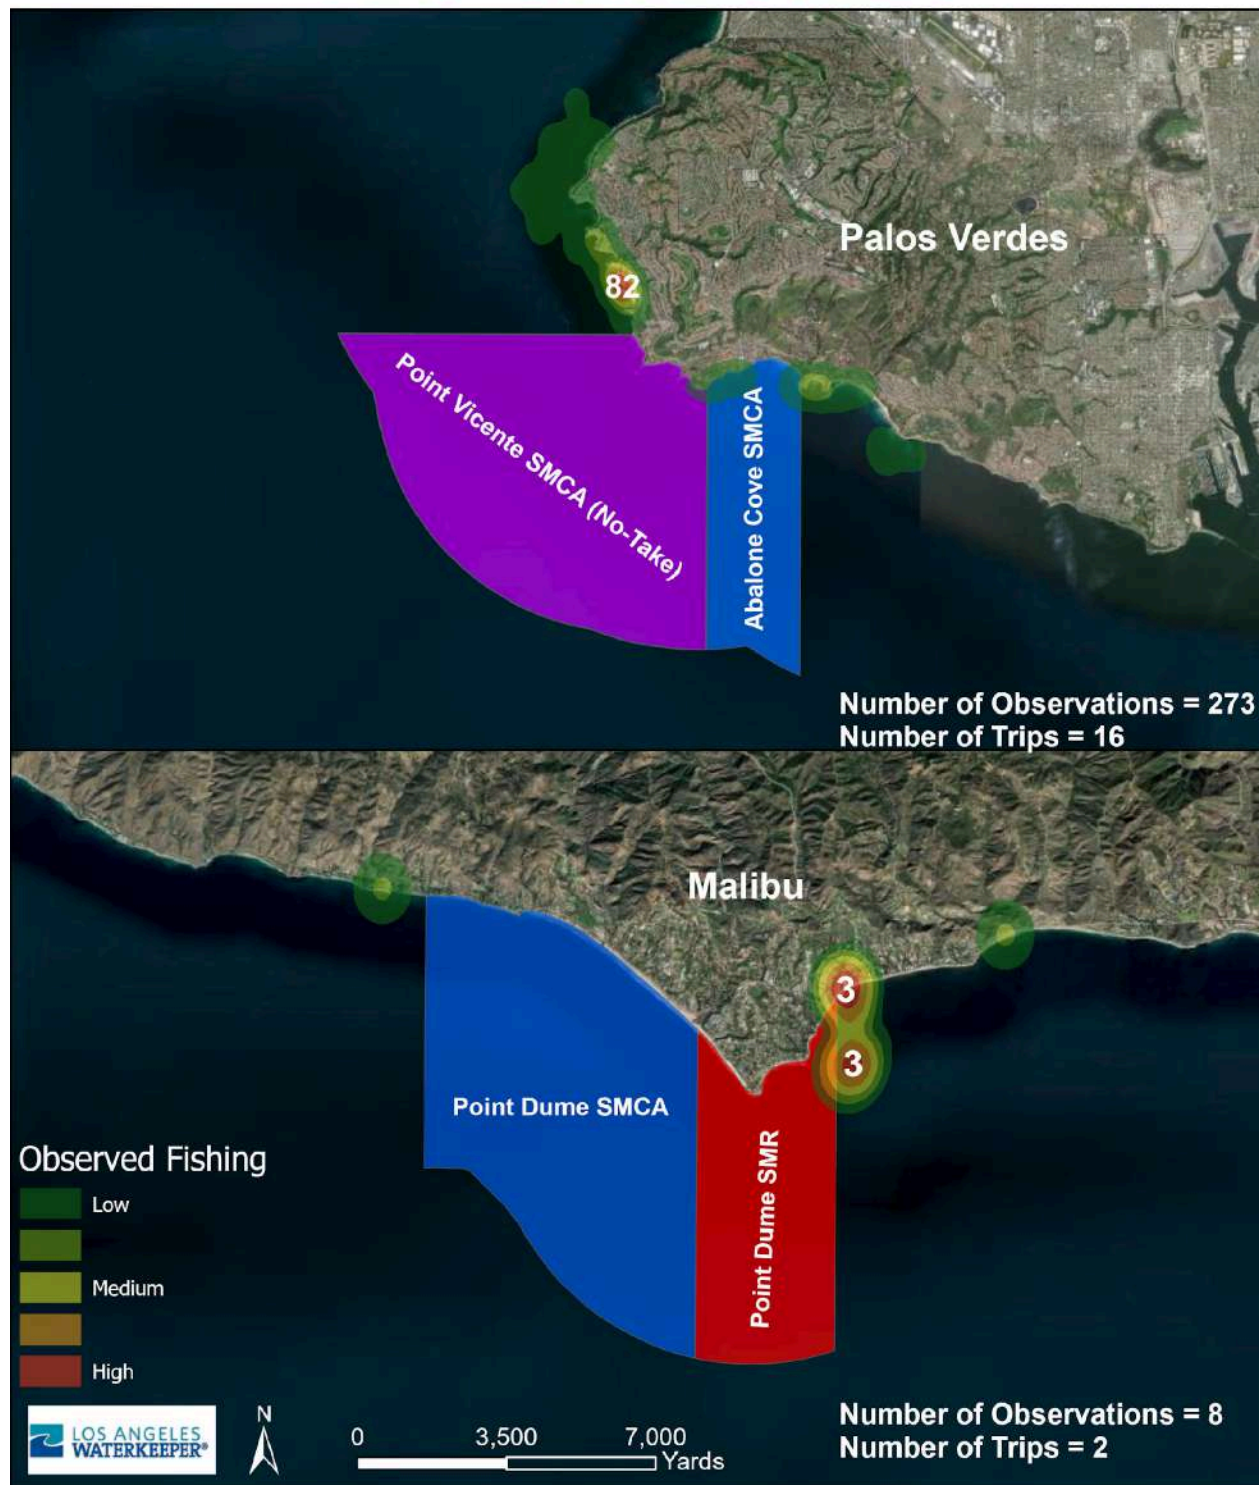 Palos Verdes
82
Point Vicente SMCA (No-Take)
Abalone Cove SMCA
Number of Observations = 273
Number of Trips = 16
Malibu
3
3
Point Dume SMCA
Point Dume SMR
Observed Fishing
Low
Medium
High
LOS ANGELES
WATERKEEPER®
N
0 3,500 7,000
Yards
Number of Observations = 8
Number of Trips = 2